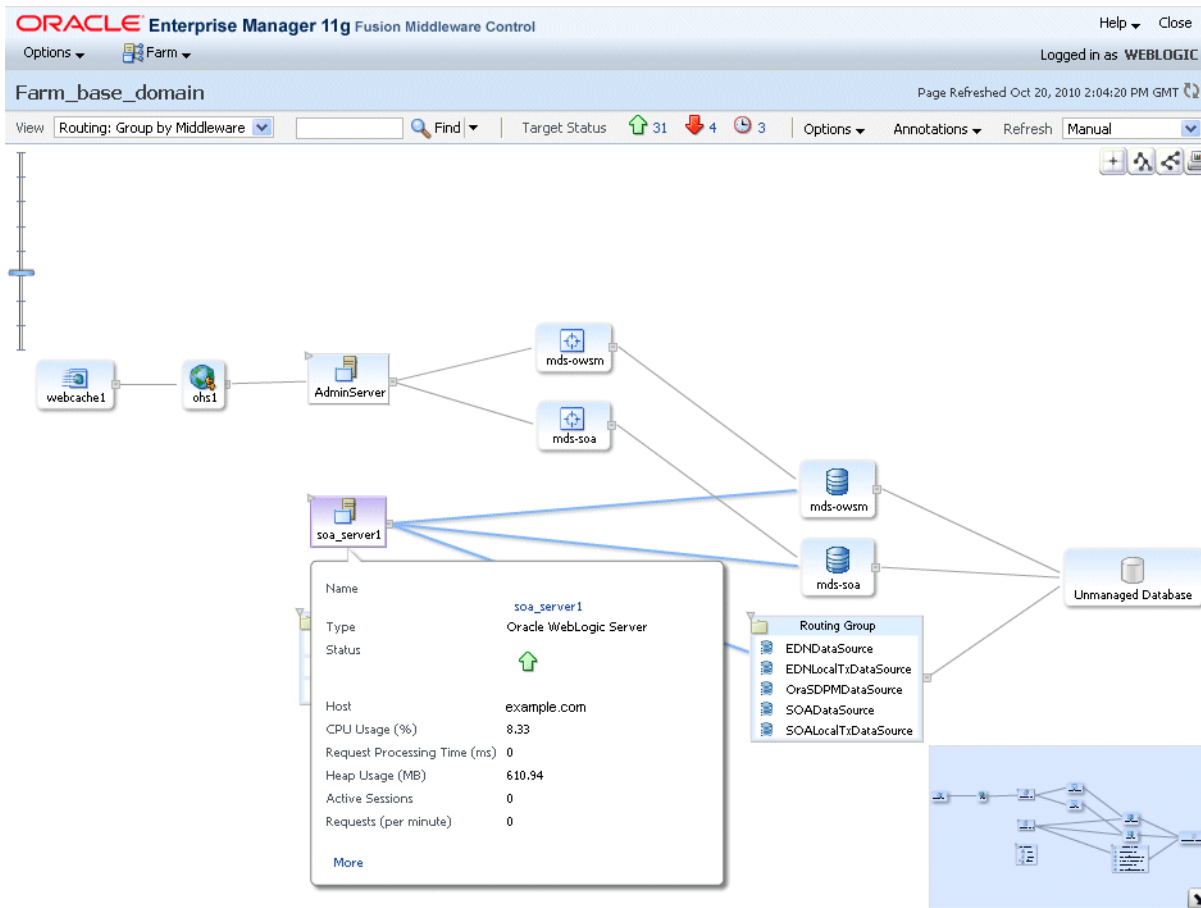 ORACLE Enterprise Manager 11g Fusion Middleware Control
Help Close
Options Farm
Logged in as WEBLOGIC
Farm_base_domain
Page Refreshed Oct 20, 2010 2:04:20 PM GMT
View Routing: Group by Middleware Find Target Status 31 4 3 Options Annotations Refresh Manual
mds-owsm
webcache1
ohs1
AdminServer
mds-soa
mds-owsm
soa_server1
mds-soa
Unmanaged Database
Name
soa_server1
Type Oracle WebLogic Server
Status
Host example.com
CPU Usage (%) 8.33
Request Processing Time (ms) 0
Heap Usage (MB) 610.94
Active Sessions 0
Requests (per minute) 0
More
Routing Group
EDNDataSource
EDNLocalTxDataSource
OraSDPMDataSource
SOADataSource
SOALocalTxDataSource